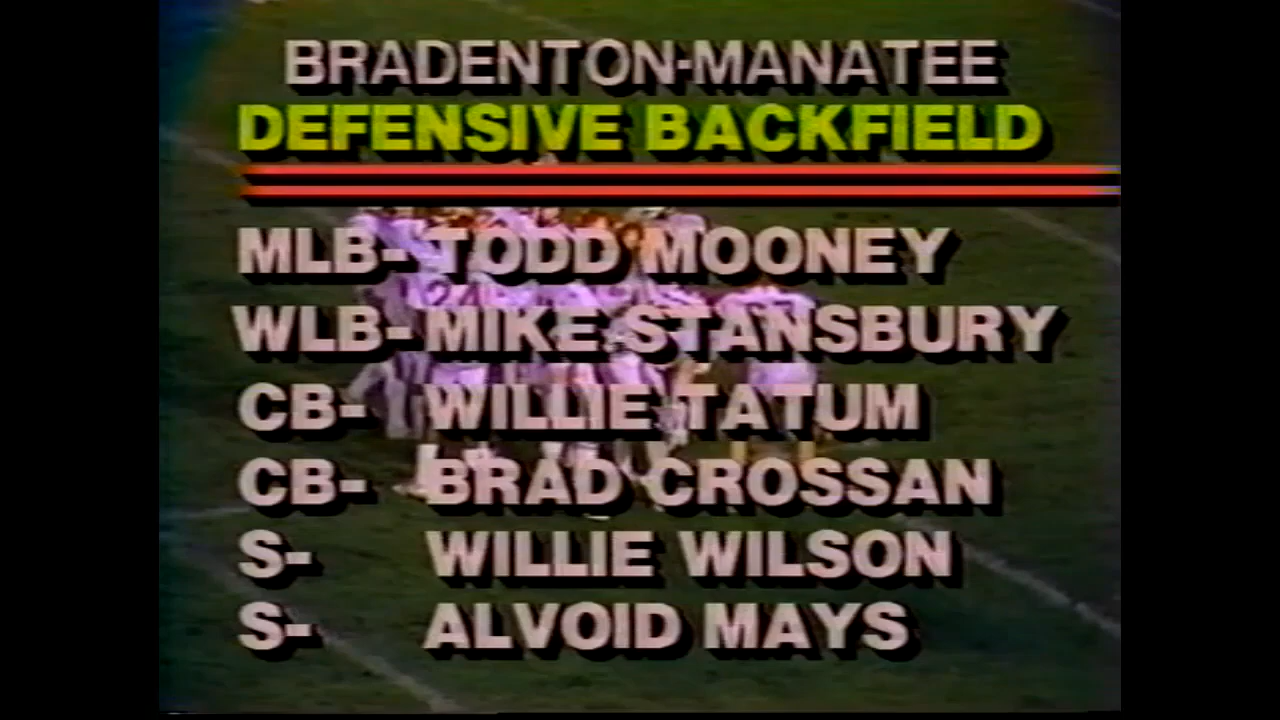 BRADENTON-MANATEE
DEFENSIVE BACKFIELD
MLB- TODD MOONEY
WLB- MIKE STANSBURY
CB- WILLIE TATUM
CB- BRAD CROSSAN
S- WILLIE WILSON
S- ALVOID MAYS
24